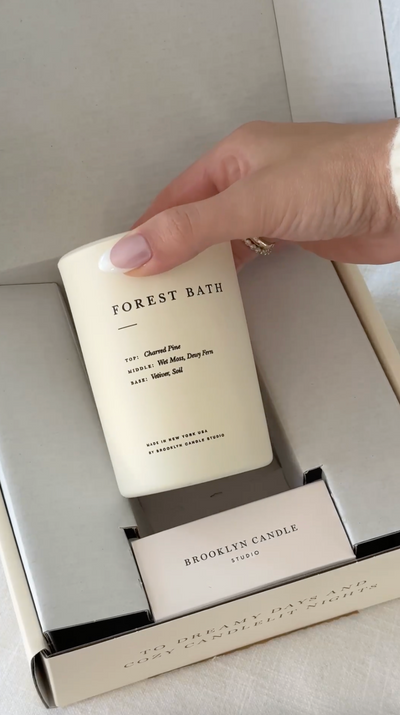 FOREST BATH
TOP: Charred Pine
MIDDLE: Wet Moss, Dewy Fern
BASE: Vetiver, Soil
MADE IN NEW YORK USA
BY BROOKLYN CANDLE STUDIO
BROOKLYN CANDLE
STUDIO
TO DREAMY DAYS AND
COZY CANDLELIT NIGHTS